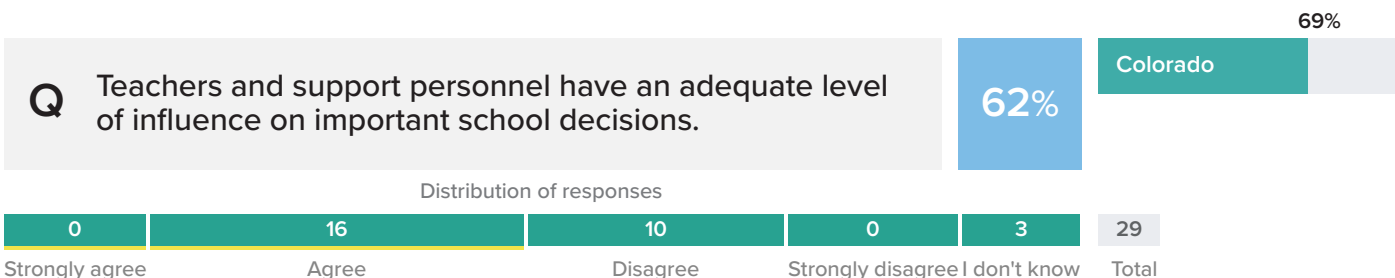 69%
Q Teachers and support personnel have an adequate level
of influence on important school decisions.
62%
Colorado
Distribution of responses
0 16 10 0 3 29
Strongly agree Agree Disagree Strongly disagree I don't know Total